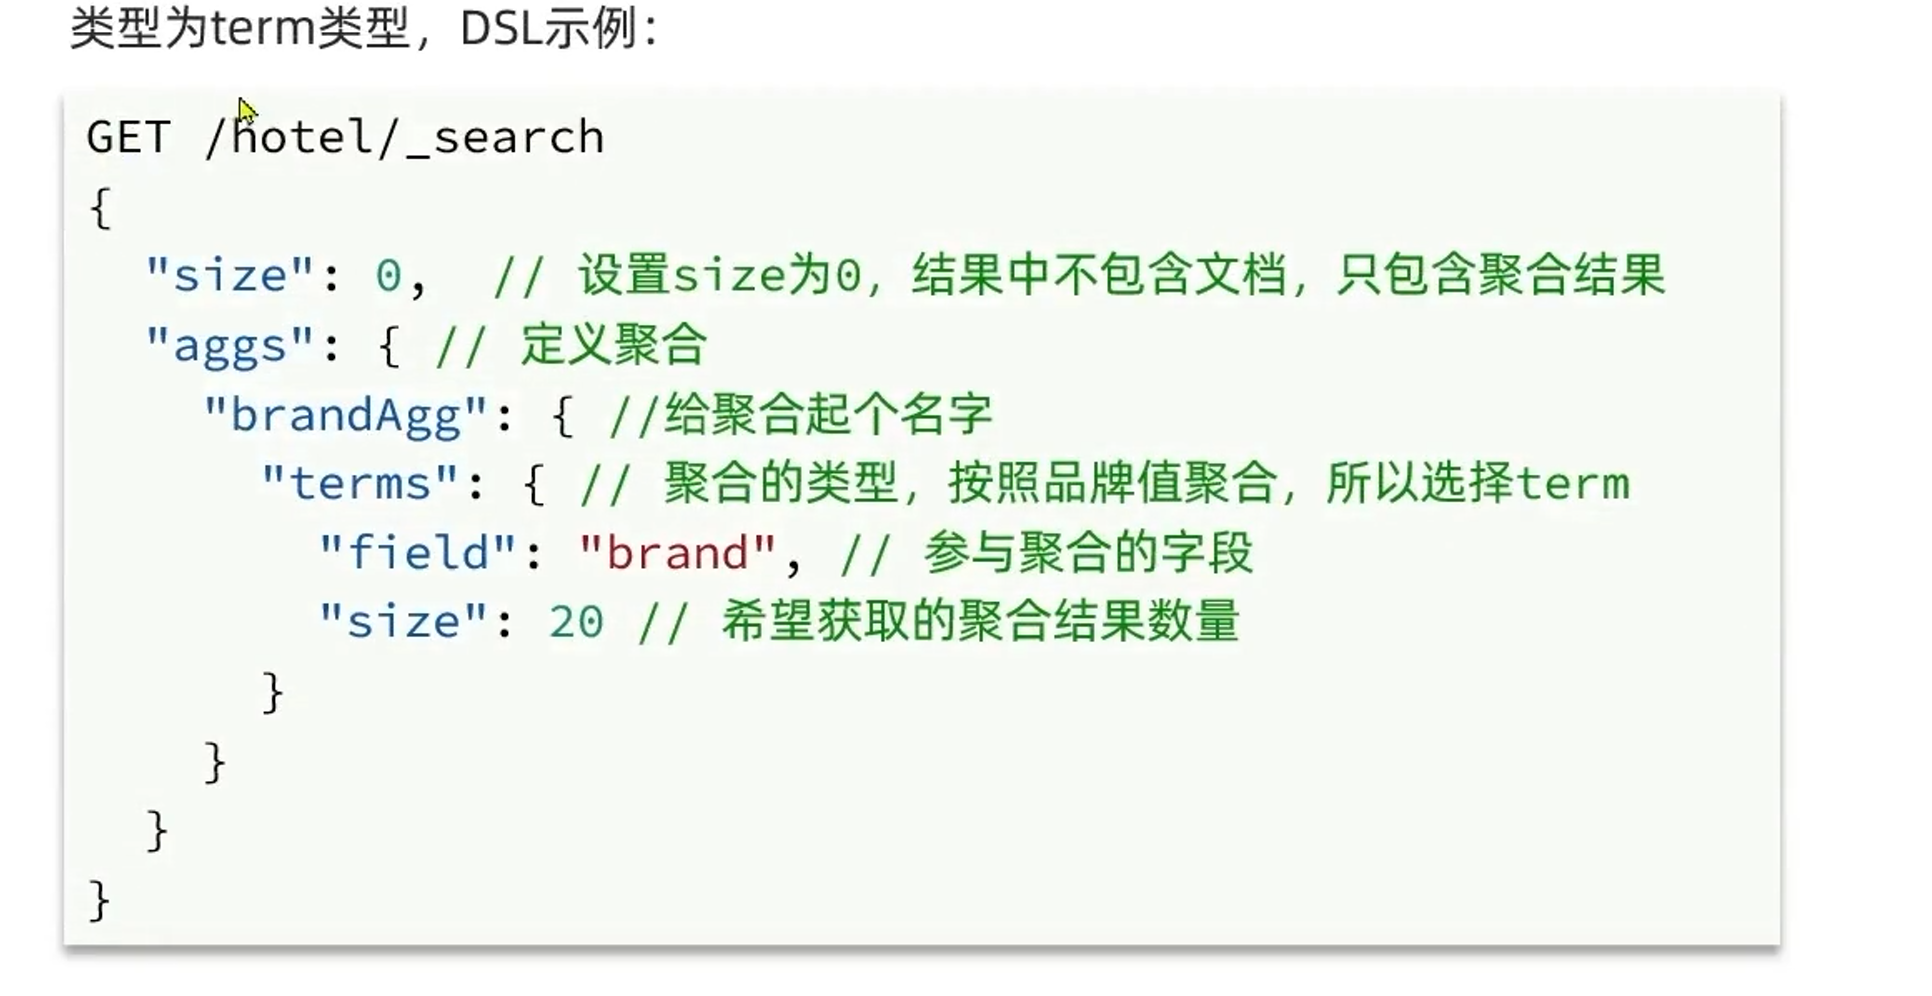 类型为term类型，DSL示例：
GET /hotel/_search
{
  "size": 0,  // 设置size为0，结果中不包含文档，只包含聚合结果
  "aggs": { // 定义聚合
    "brandAgg": { //给聚合起个名字
      "terms": { // 聚合的类型，按照品牌值聚合，所以选择term
        "field": "brand", // 参与聚合的字段
        "size": 20 // 希望获取的聚合结果数量
      }
    }
  }
}